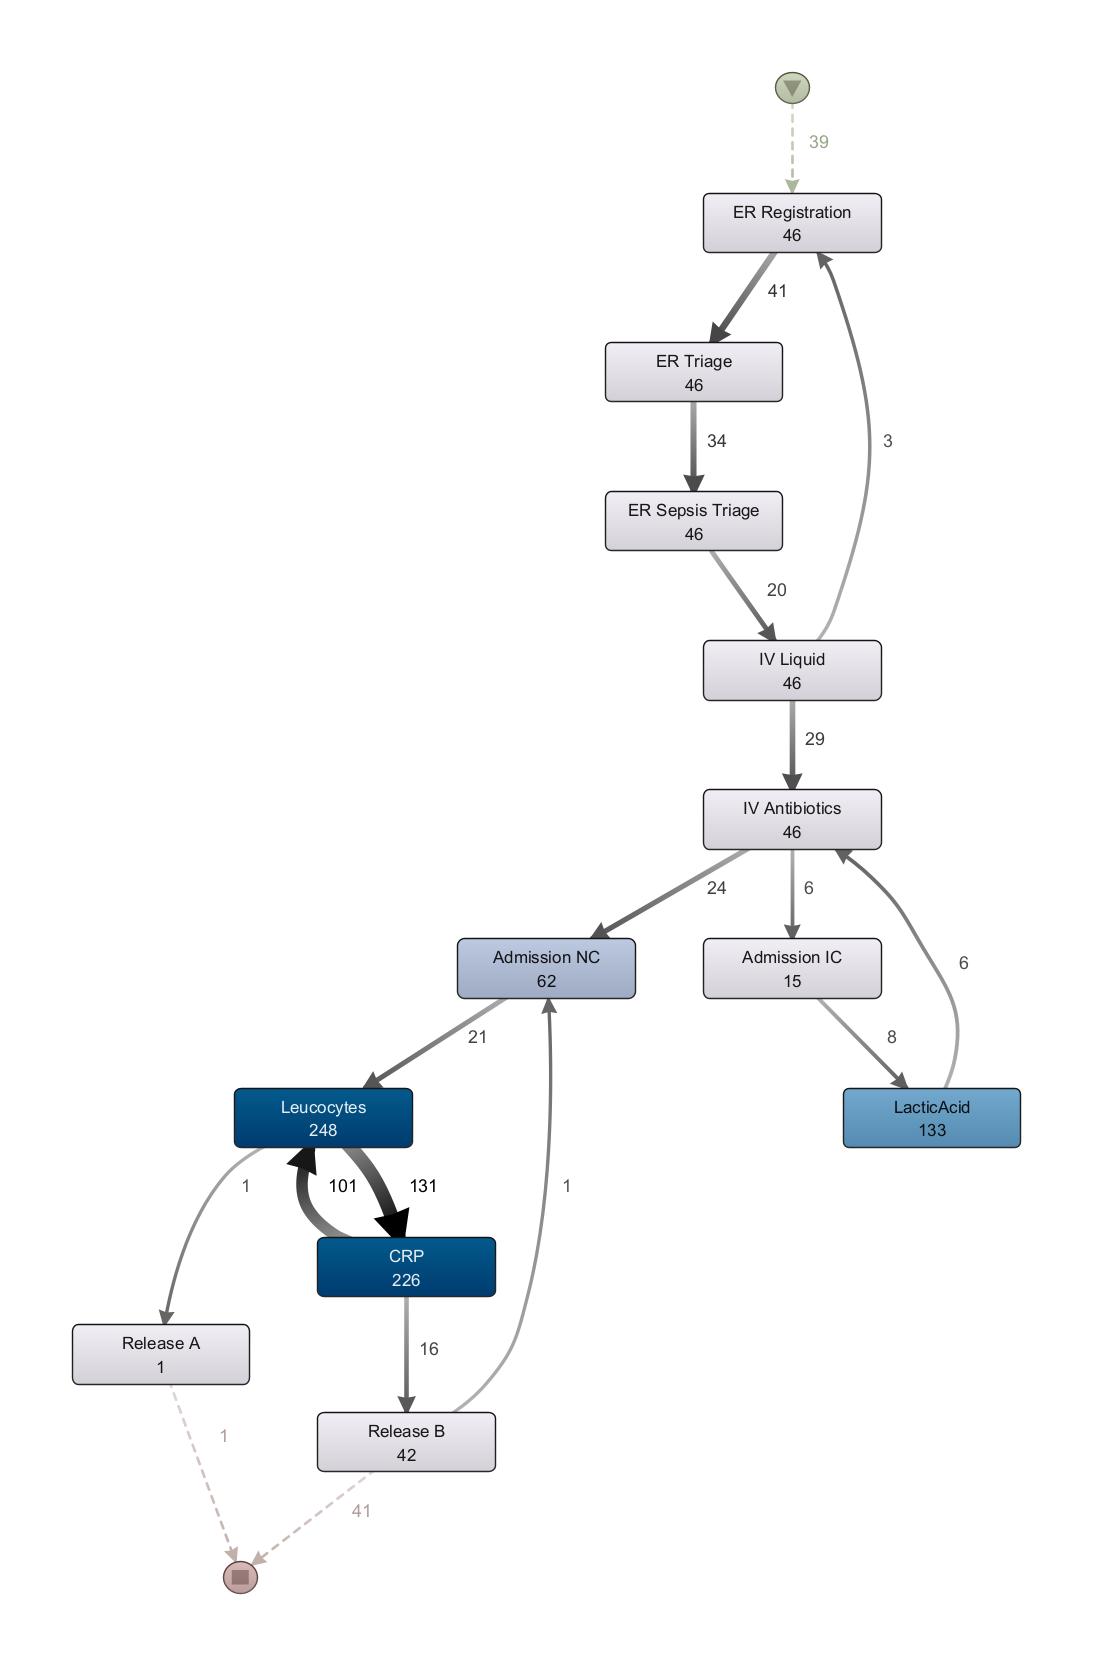 39
ER Registration
46
41
ER Triage
46
34
3
ER Sepsis Triage
46
20
IV Liquid
46
29
IV Antibiotics
46
24
6
Admission NC
62
Admission IC
15
6
21
8
Leucocytes
248
LacticAcid
133
1
101
131
1
CRP
226
Release A
1
16
Release B
42
1
41